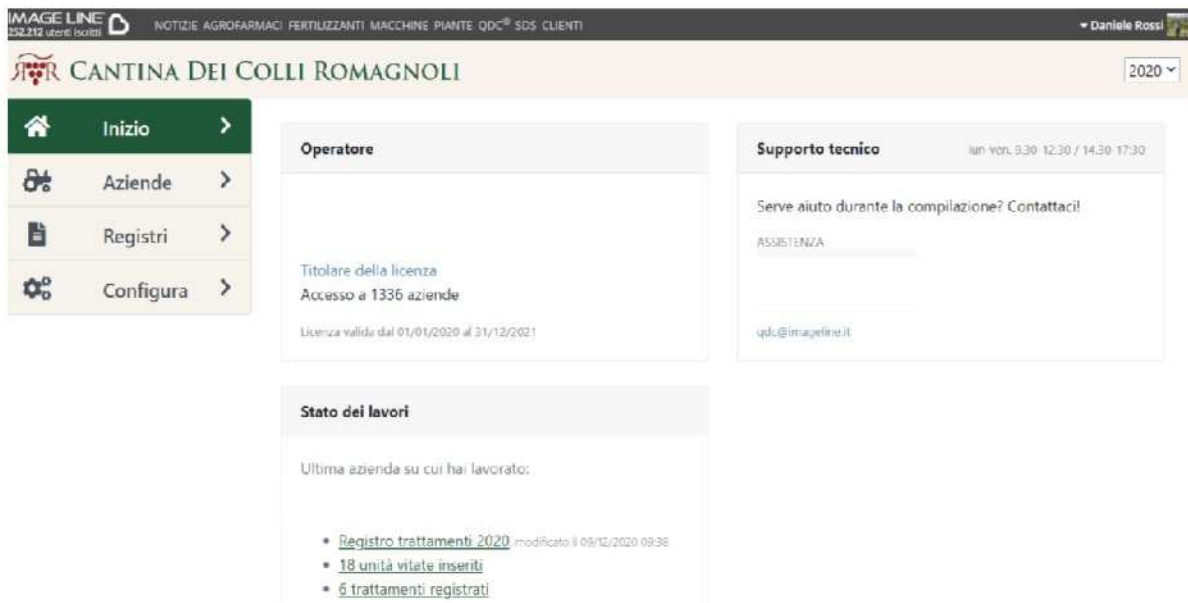 IMAGE LINE
252.212 utenti iscritti
NOTIZIE AGROFARMACI FERTILIZZANTI MACCHINE PIANTE QDC® SDS CLIENTI
Daniele Rossi
CANTINA DEI COLLI ROMAGNOLI
2020
Inizio
Aziende
Registri
Configura
Operatore
Titolare della licenza
Accesso a 1336 aziende
Licenza valida dal 01/01/2020 al 31/12/2021
Supporto tecnico
lun-ven. 9.30-12.30 / 14.30-17:30
Serve aiuto durante la compilazione? Contattaci!
ASSISTENZA
qdc@imageline.it
Stato dei lavori
Ultima azienda su cui hai lavorato:
Registro trattamenti 2020 modificato il 09/12/2020 09:38
18 unità vitate inseriti
6 trattamenti registrati